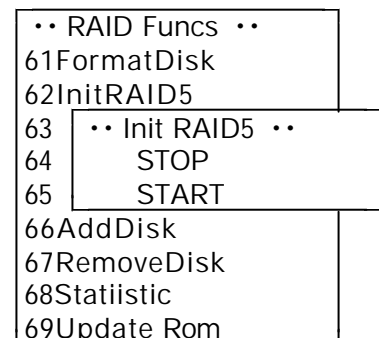 ·· RAID Funcs ··
61FormatDisk
62InitRAID5
63 ·· Init RAID5 ··
64 STOP
65 START
66AddDisk
67RemoveDisk
68Statiistic
69Update Rom